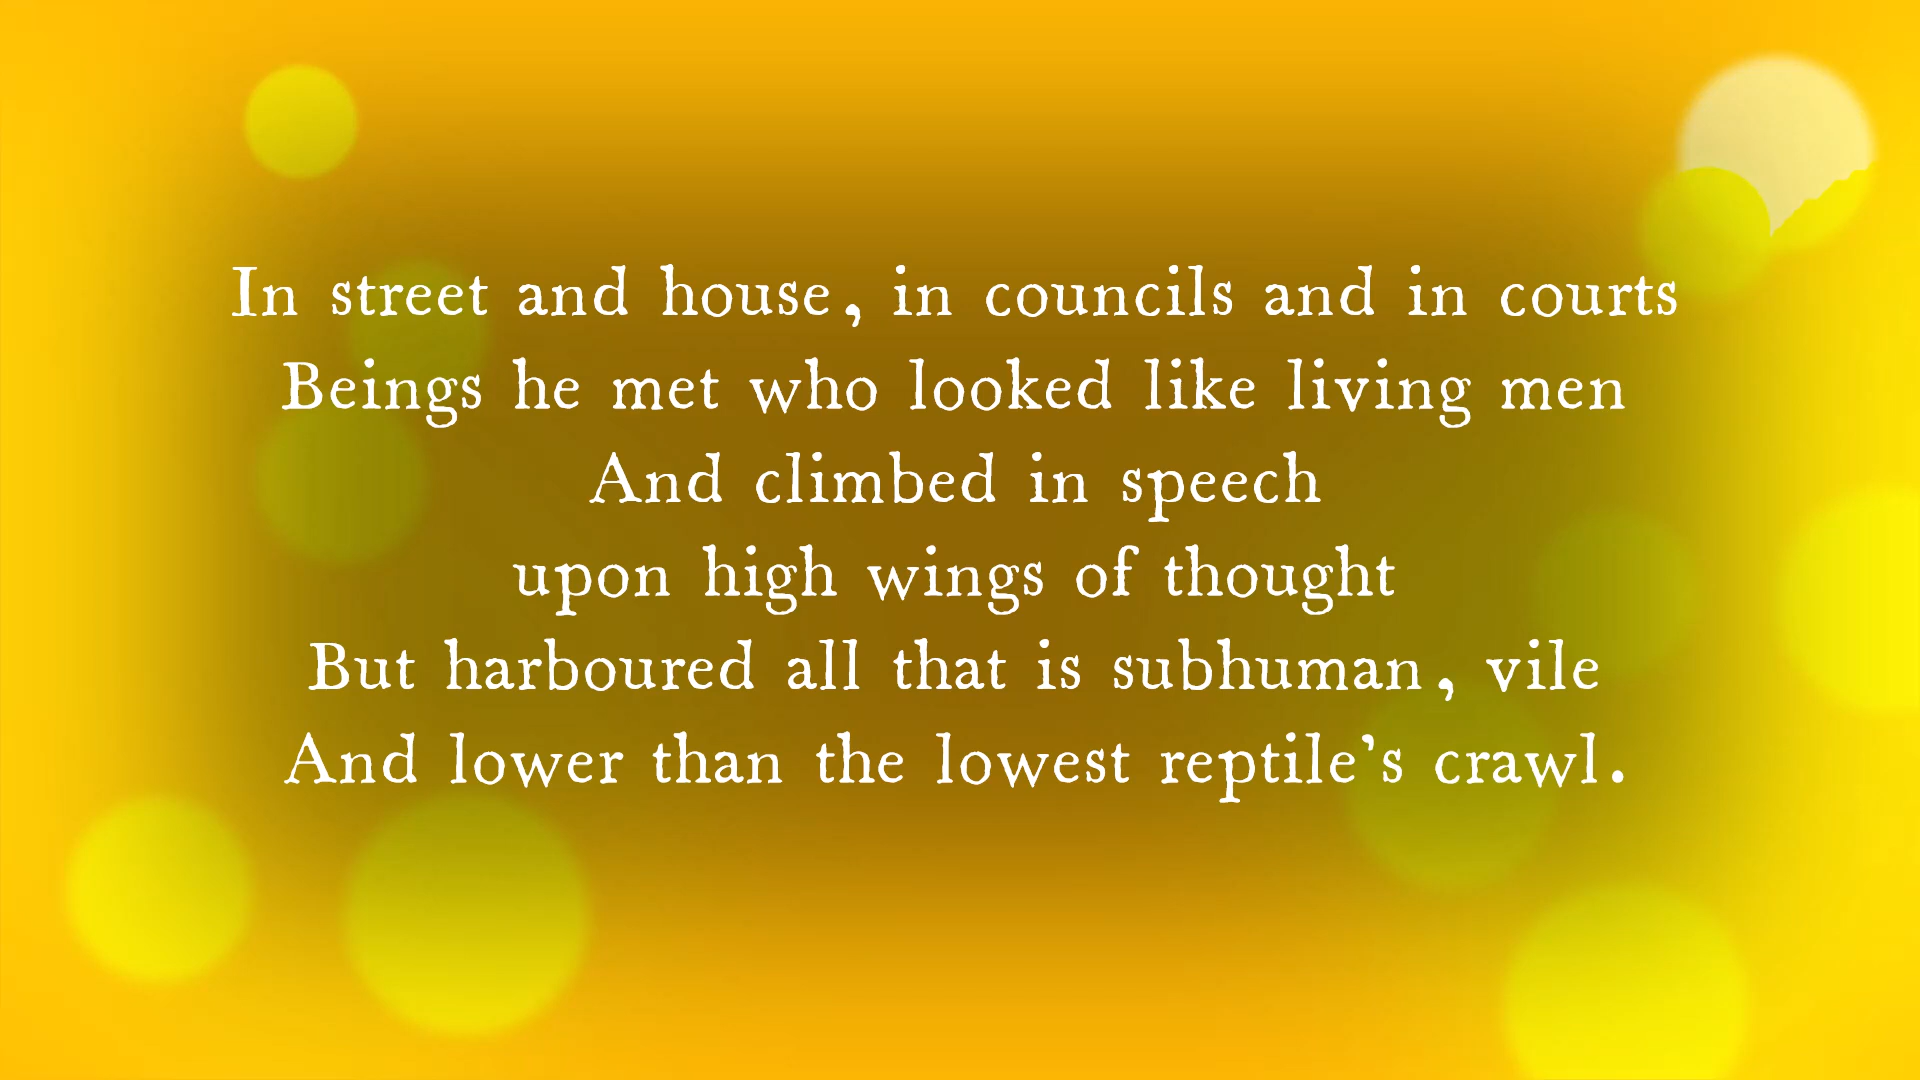 In street and house, in councils and in courts
Beings he met who looked like living men
And climbed in speech
upon high wings of thought
But harboured all that is subhuman, vile
And lower than the lowest reptile’s crawl.